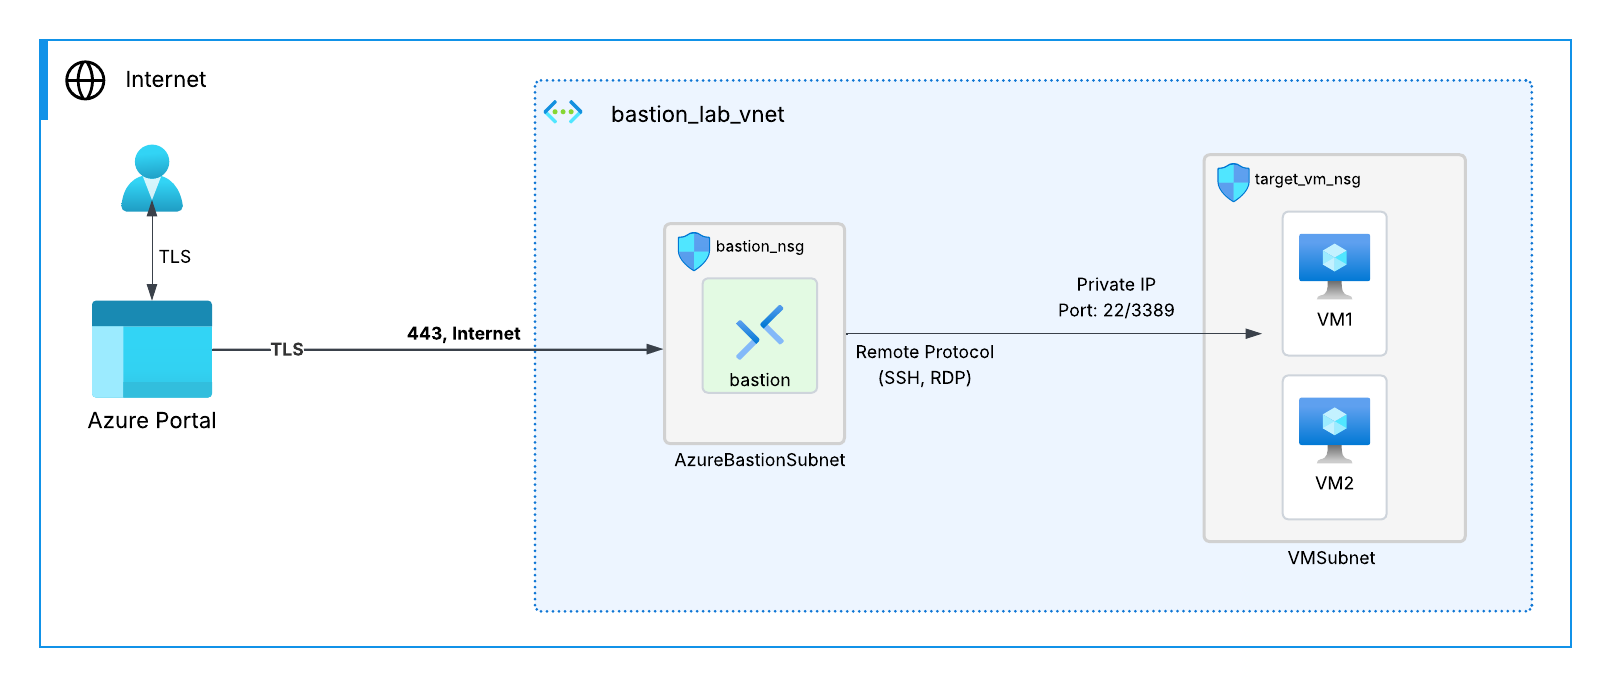 Internet
bastion_lab_vnet
target_vm_nsg
TLS
bastion_nsg
Private IP
Port: 22/3389
VM1
443, Internet
TLS
Remote Protocol
(SSH, RDP)
bastion
Azure Portal
AzureBastionSubnet
VM2
VMSubnet